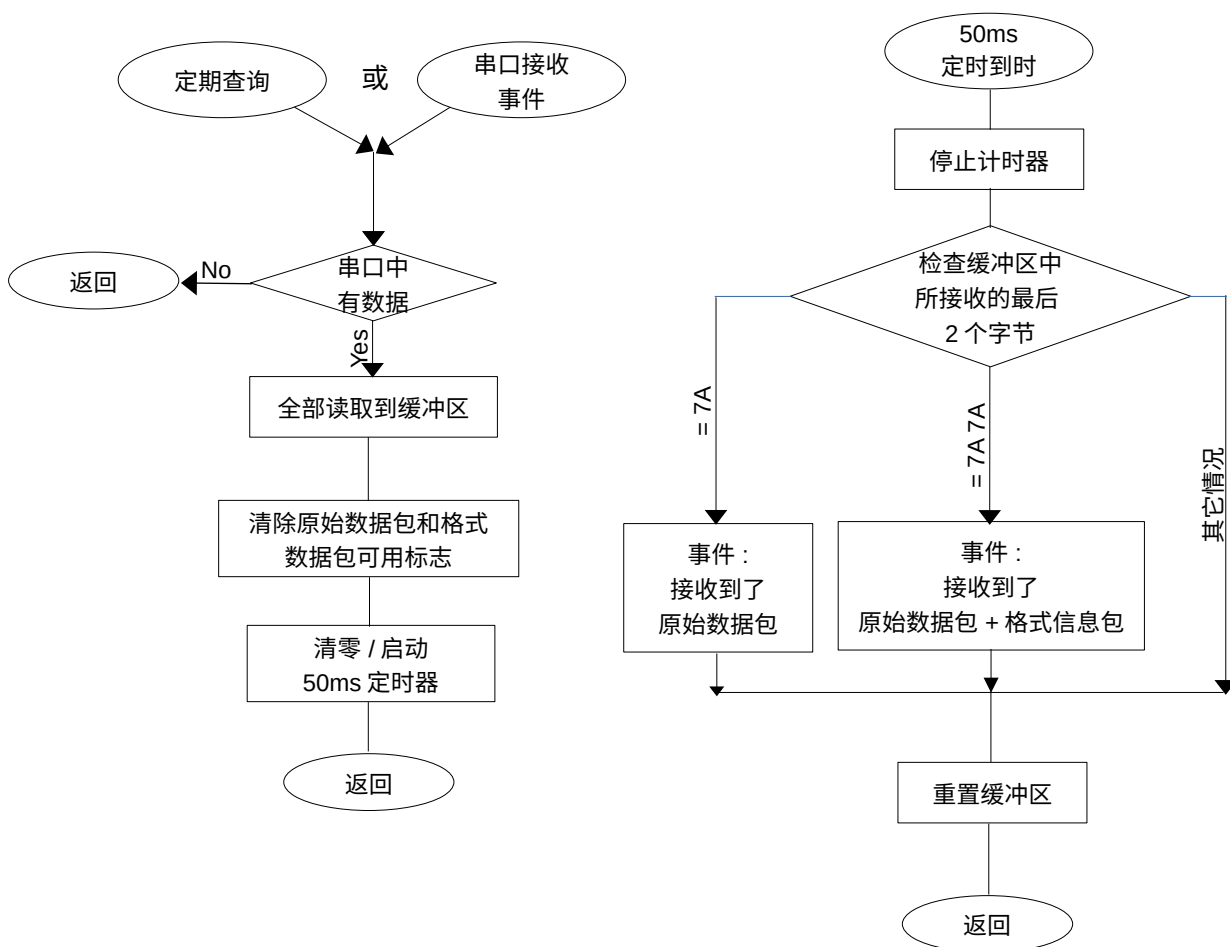 定期查询
或
串口接收
事件
串口中
有数据
No
返回
Yes
全部读取到缓冲区
清除原始数据包和格式
数据包可用标志
清零 / 启动
50ms 定时器
返回
50ms
定时到时
停止计时器
检查缓冲区中
所接收的最后
2 个字节
= 7A
= 7A 7A
其它情况
事件 :
接收到了
原始数据包
事件 :
接收到了
原始数据包 + 格式信息包
重置缓冲区
返回